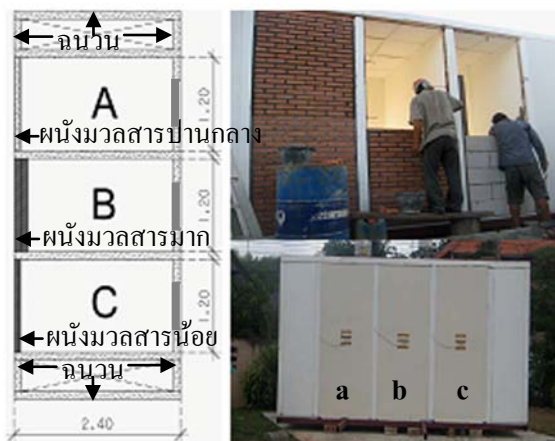 ฉนวน
A
ผนังมวลสารปานกลาง
1.20
B
ผนังมวลสารมาก
1.20
C
ผนังมวลสารน้อย
1.20
ฉนวน
2.40
a b c